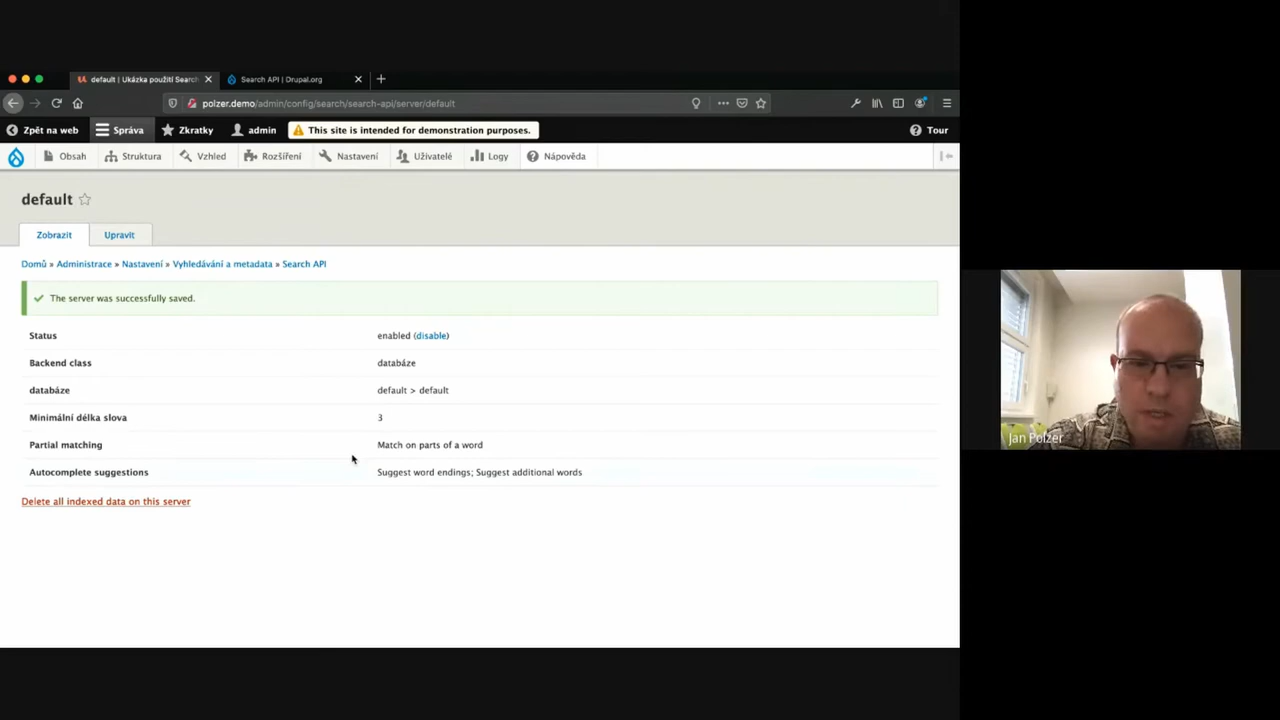 default | Ukázka použití Search
Search API | Drupal.org
polzer.demo/admin/config/search/search-api/server/default
Zpět na web
Správa
Zkratky
admin
This site is intended for demonstration purposes.
Tour
Obsah
Struktura
Vzhled
Rozšíření
Nastavení
Uživatelé
Logy
Nápověda
default
Zobrazit
Upravit
Domů » Administrace » Nastavení » Vyhledávání a metadata » Search API
The server was successfully saved.
Status enabled (disable)
Backend class databáze
databáze default > default
Minimální délka slova 3
Partial matching Match on parts of a word
Autocomplete suggestions Suggest word endings; Suggest additional words
Delete all indexed data on this server
Jan Polzer